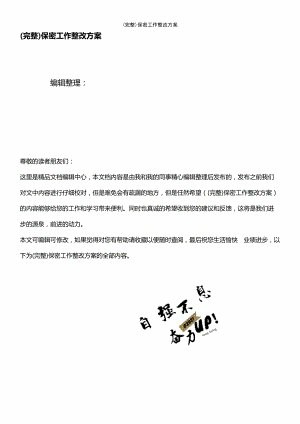 (完整)保密工作整改方案
(完整)保密工作整改方案
编辑整理：
尊敬的读者朋友们：
这里是精品文档编辑中心，本文档内容是由我和我的同事精心编辑整理后发布的，发布之前我们
对文中内容进行仔细校对，但是难免会有疏漏的地方，但是任然希望（(完整)保密工作整改方案）
的内容能够给您的工作和学习带来便利。同时也真诚的希望收到您的建议和反馈，这将是我们进
步的源泉，前进的动力。
本文可编辑可修改，如果觉得对您有帮助请收藏以便随时查阅，最后祝您生活愉快 业绩进步，以
下为(完整)保密工作整改方案的全部内容。
自强不息
奋力UP!